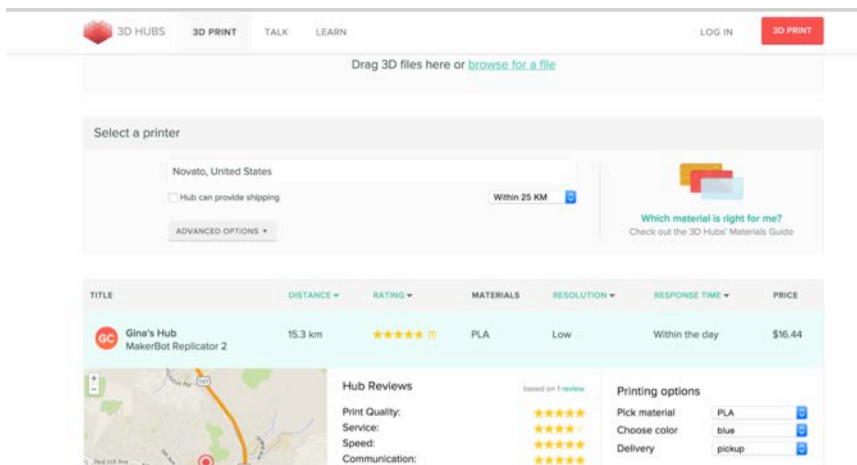 3D HUBS 3D PRINT TALK LEARN LOG IN 3D PRINT
Drag 3D files here or browse for a file
Select a printer
Novato, United States
Hub can provide shipping Within 25 KM
ADVANCED OPTIONS
Which material is right for me?
Check out the 3D Hubs' Materials Guide
TITLE DISTANCE RATING MATERIALS RESOLUTION RESPONSE TIME PRICE
GC Gina's Hub 15.3 km (1) PLA Low Within the day $16.44
MakerBot Replicator 2
Hub Reviews based on 1 review Printing options
Print Quality: Pick material PLA
Service: Choose color blue
Speed: Delivery pickup
Communication:
101
Red Hill Ave